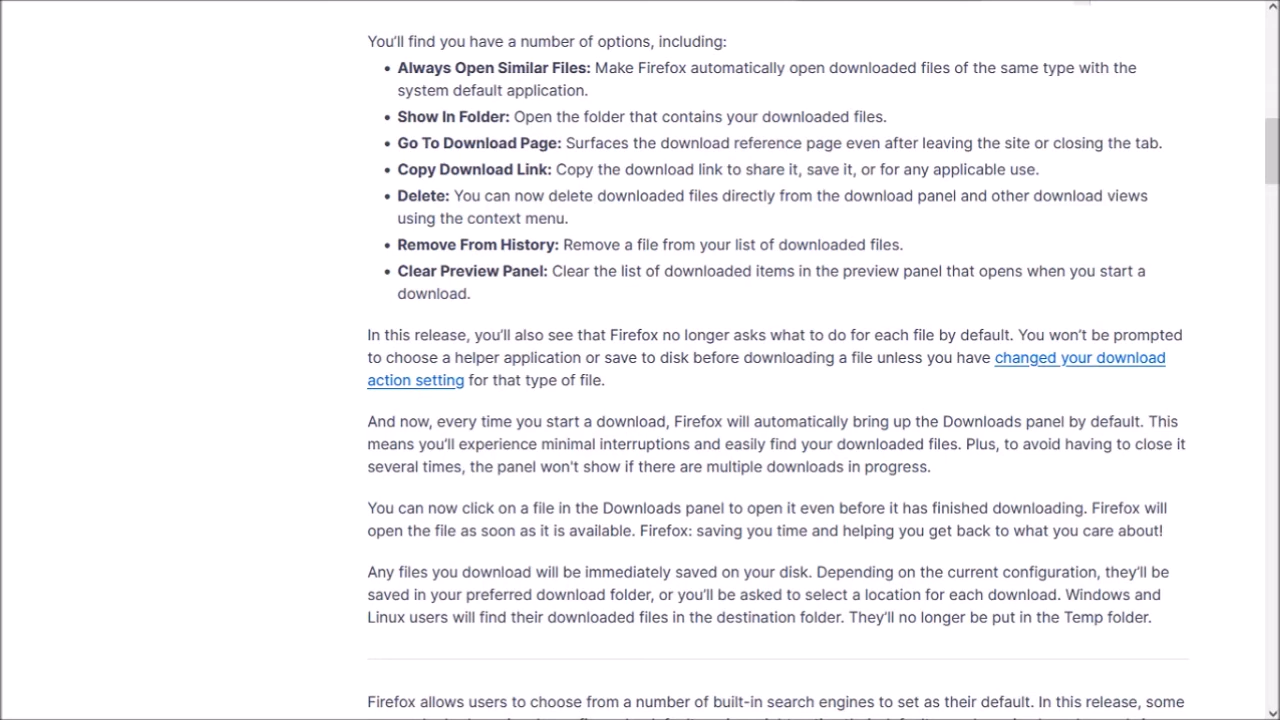 You'll find you have a number of options, including:
• Always Open Similar Files: Make Firefox automatically open downloaded files of the same type with the
system default application.
• Show In Folder: Open the folder that contains your downloaded files.
• Go To Download Page: Surfaces the download reference page even after leaving the site or closing the tab.
• Copy Download Link: Copy the download link to share it, save it, or for any applicable use.
• Delete: You can now delete downloaded files directly from the download panel and other download views
using the context menu.
• Remove From History: Remove a file from your list of downloaded files.
• Clear Preview Panel: Clear the list of downloaded items in the preview panel that opens when you start a
download.
In this release, you'll also see that Firefox no longer asks what to do for each file by default. You won't be prompted
to choose a helper application or save to disk before downloading a file unless you have changed your download
action setting for that type of file.
And now, every time you start a download, Firefox will automatically bring up the Downloads panel by default. This
means you'll experience minimal interruptions and easily find your downloaded files. Plus, to avoid having to close it
several times, the panel won't show if there are multiple downloads in progress.
You can now click on a file in the Downloads panel to open it even before it has finished downloading. Firefox will
open the file as soon as it is available. Firefox: saving you time and helping you get back to what you care about!
Any files you download will be immediately saved on your disk. Depending on the current configuration, they'll be
saved in your preferred download folder, or you'll be asked to select a location for each download. Windows and
Linux users will find their downloaded files in the destination folder. They'll no longer be put in the Temp folder.
Firefox allows users to choose from a number of built-in search engines to set as their default. In this release, some